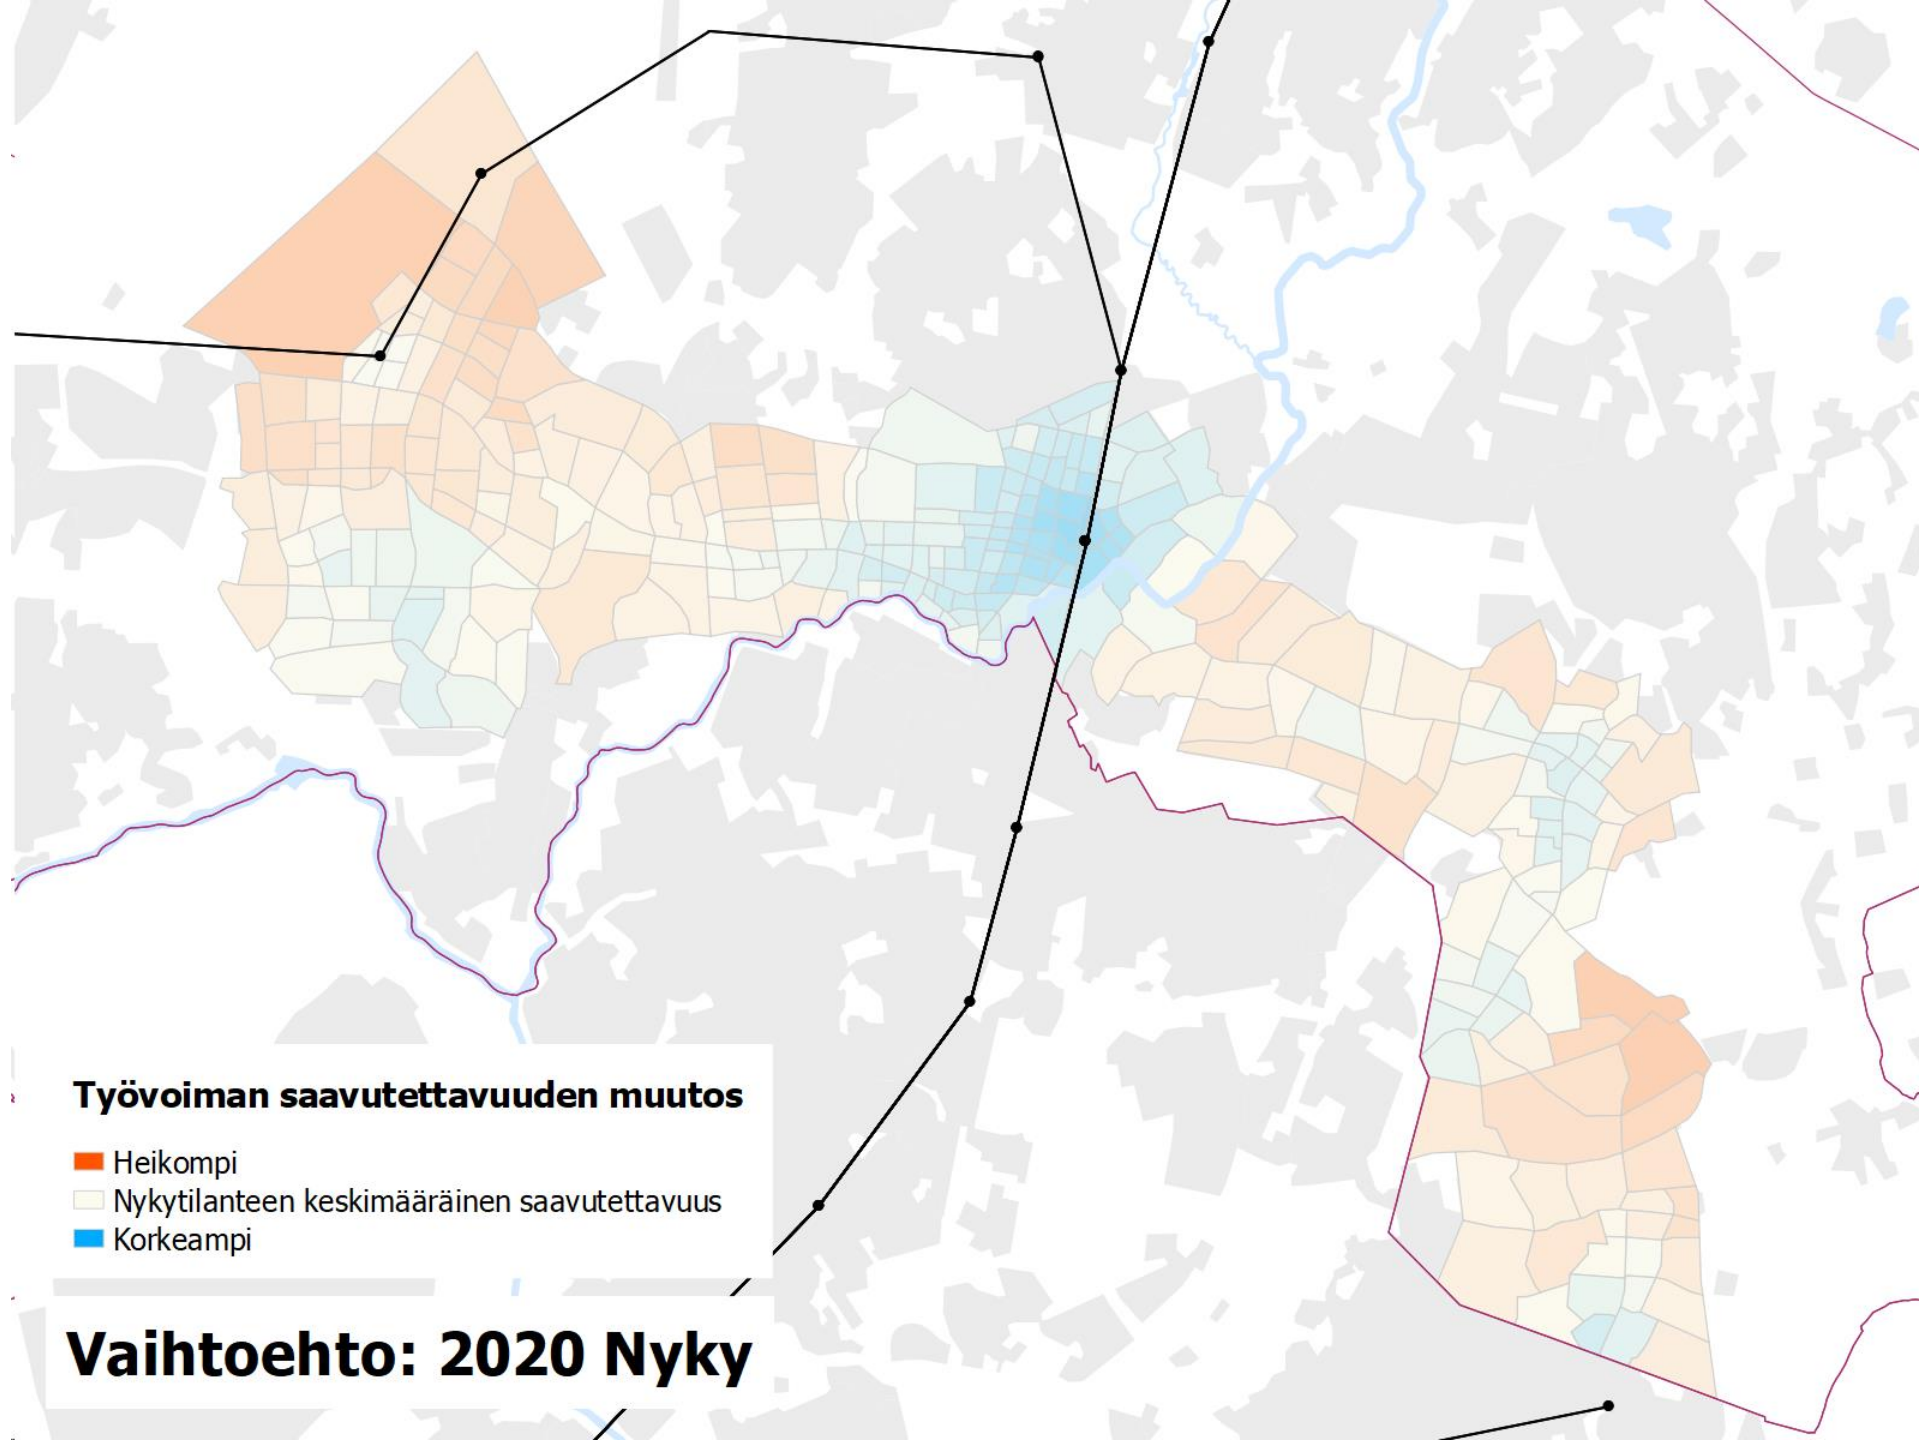 Työvoiman saavutettavuuden muutos
Heikompi
Nykytilanteen keskimääräinen saavutettavuus
Korkeampi
Vaihtoehto: 2020 Nyky